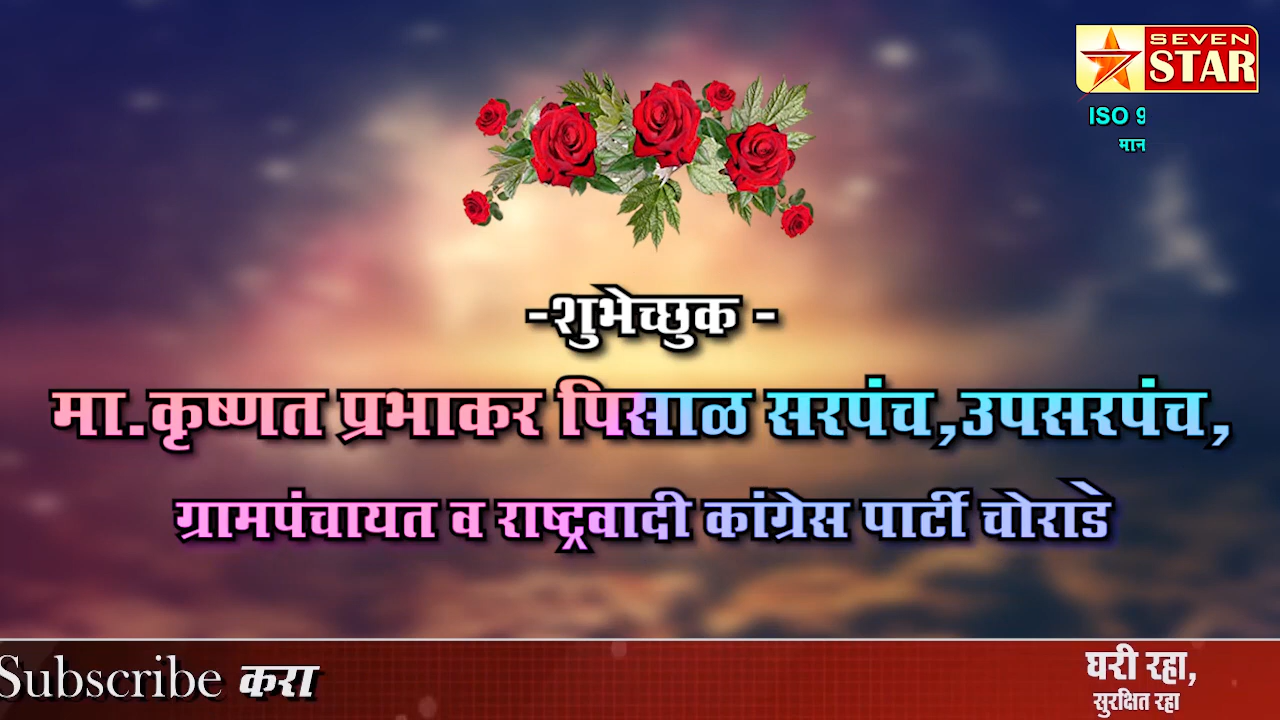 SEVEN
STAR
ISO 9
मान
-शुभेच्छुक -
मा.कृष्णत प्रभाकर पिसाळ सरपंच,उपसरपंच,
ग्रामपंचायत व राष्ट्रवादी कांग्रेस पार्टी चोराडे
Subscribe करा
घरी रहा,
सुरक्षित रहा